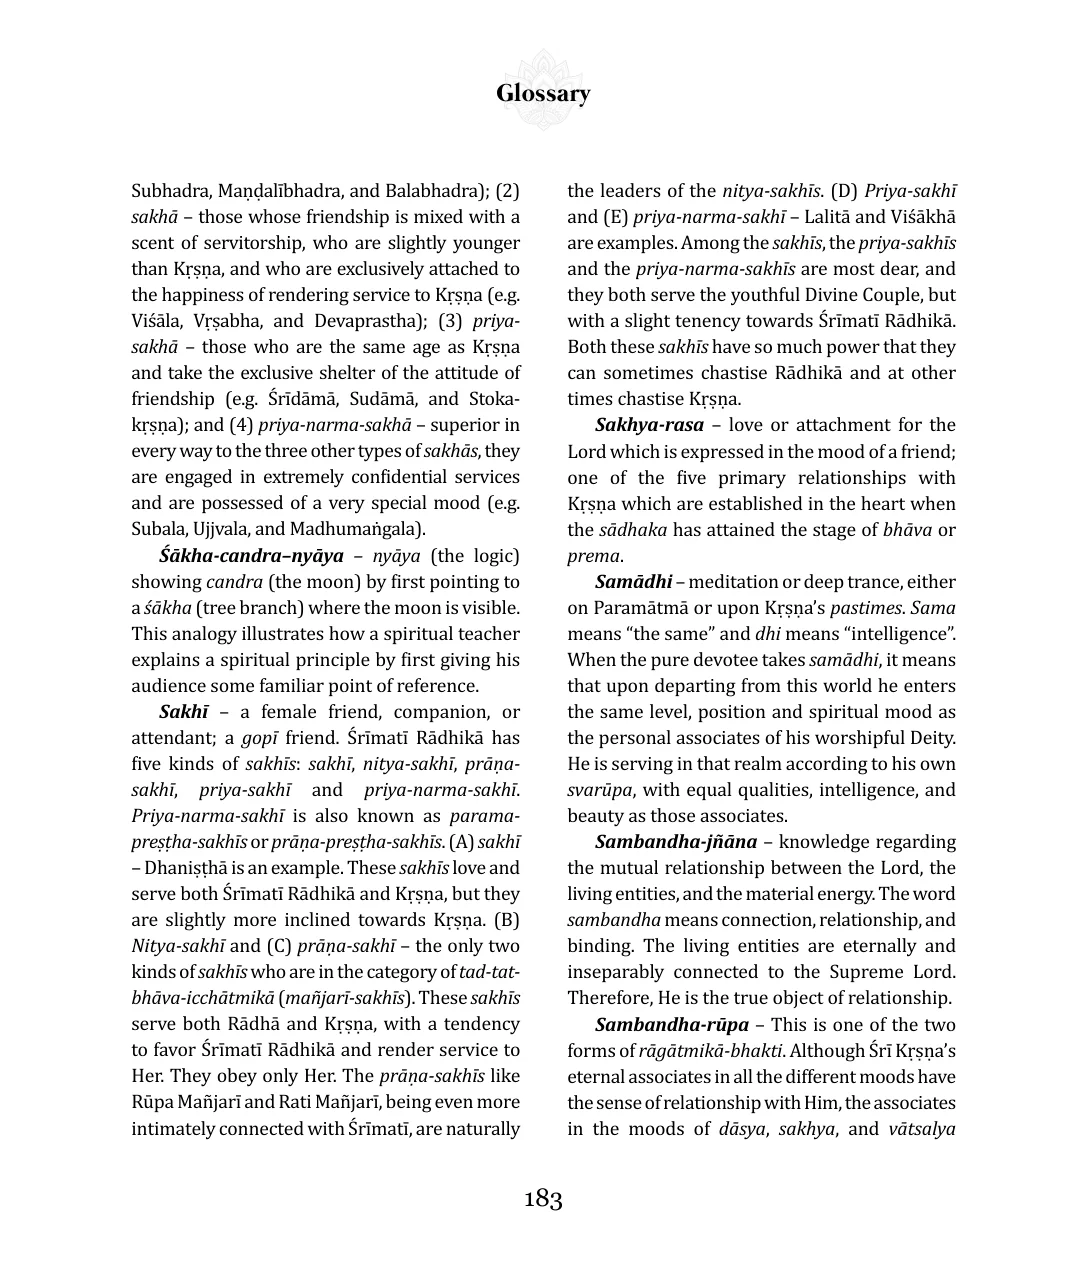 Glossary
Subhadra, Maṇḍalībhadra, and Balabhadra); (2)
sakhā – those whose friendship is mixed with a
scent of servitorship, who are slightly younger
than Kṛṣṇa, and who are exclusively attached to
the happiness of rendering service to Kṛṣṇa (e.g.
Viśāla, Vṛṣabha, and Devaprastha); (3) priya-
sakhā – those who are the same age as Kṛṣṇa
and take the exclusive shelter of the attitude of
friendship (e.g. Śrīdāmā, Sudāmā, and Stoka-
kṛṣṇa); and (4) priya-narma-sakhā – superior in
every way to the three other types of sakhās, they
are engaged in extremely confidential services
and are possessed of a very special mood (e.g.
Subala, Ujjvala, and Madhumaṅgala).
Śākha-candra–nyāya – nyāya (the logic)
showing candra (the moon) by first pointing to
a śākha (tree branch) where the moon is visible.
This analogy illustrates how a spiritual teacher
explains a spiritual principle by first giving his
audience some familiar point of reference.
Sakhī – a female friend, companion, or
attendant; a gopī friend. Śrīmatī Rādhikā has
five kinds of sakhīs: sakhī, nitya-sakhī, prāṇa-
sakhī, priya-sakhī and priya-narma-sakhī.
Priya-narma-sakhī is also known as parama-
preṣṭha-sakhīs or prāṇa-preṣṭha-sakhīs. (A) sakhī
– Dhaniṣṭhā is an example. These sakhīs love and
serve both Śrīmatī Rādhikā and Kṛṣṇa, but they
are slightly more inclined towards Kṛṣṇa. (B)
Nitya-sakhī and (C) prāṇa-sakhī – the only two
kinds of sakhīs who are in the category of tad-tat-
bhāva-icchātmikā (mañjarī-sakhīs). These sakhīs
serve both Rādhā and Kṛṣṇa, with a tendency
to favor Śrīmatī Rādhikā and render service to
Her. They obey only Her. The prāṇa-sakhīs like
Rūpa Mañjarī and Rati Mañjarī, being even more
intimately connected with Śrīmatī, are naturally
the leaders of the nitya-sakhīs. (D) Priya-sakhī
and (E) priya-narma-sakhī – Lalitā and Viśākhā
are examples. Among the sakhīs, the priya-sakhīs
and the priya-narma-sakhīs are most dear, and
they both serve the youthful Divine Couple, but
with a slight tenency towards Śrīmatī Rādhikā.
Both these sakhīs have so much power that they
can sometimes chastise Rādhikā and at other
times chastise Kṛṣṇa.
Sakhya-rasa – love or attachment for the
Lord which is expressed in the mood of a friend;
one of the five primary relationships with
Kṛṣṇa which are established in the heart when
the sādhaka has attained the stage of bhāva or
prema.
Samādhi – meditation or deep trance, either
on Paramātmā or upon Kṛṣṇa’s pastimes. Sama
means “the same” and dhi means “intelligence”.
When the pure devotee takes samādhi, it means
that upon departing from this world he enters
the same level, position and spiritual mood as
the personal associates of his worshipful Deity.
He is serving in that realm according to his own
svarūpa, with equal qualities, intelligence, and
beauty as those associates.
Sambandha-jñāna – knowledge regarding
the mutual relationship between the Lord, the
living entities, and the material energy. The word
sambandha means connection, relationship, and
binding. The living entities are eternally and
inseparably connected to the Supreme Lord.
Therefore, He is the true object of relationship.
Sambandha-rūpa – This is one of the two
forms of rāgātmikā-bhakti. Although Śrī Kṛṣṇa’s
eternal associates in all the different moods have
the sense of relationship with Him, the associates
in the moods of dāsya, sakhya, and vātsalya
183